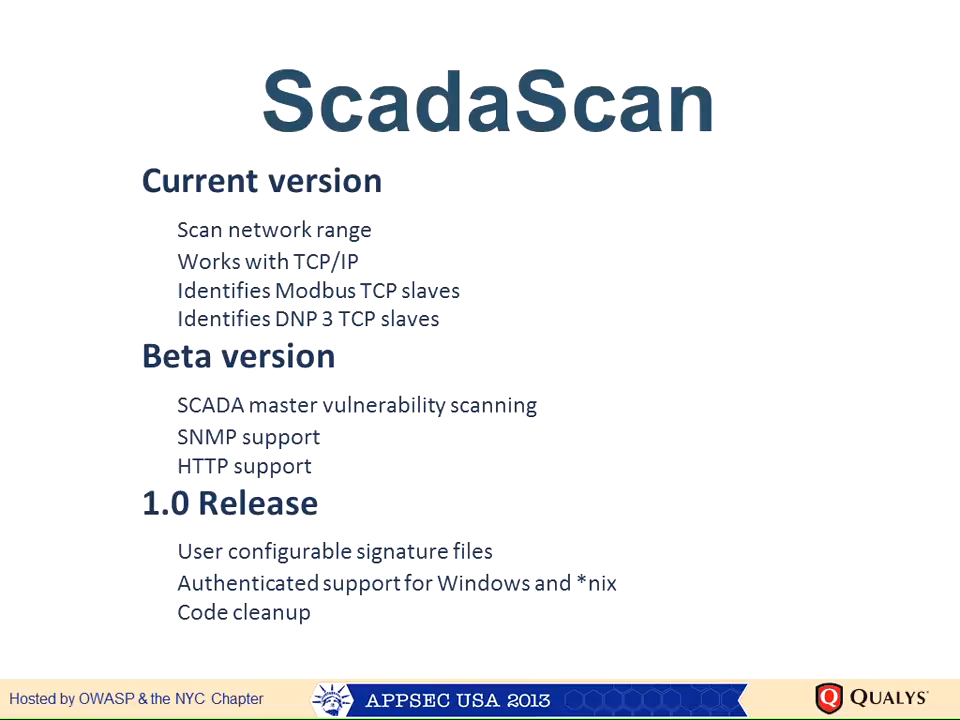 ScadaScan
Current version
Scan network range
Works with TCP/IP
Identifies Modbus TCP slaves
Identifies DNP 3 TCP slaves
Beta version
SCADA master vulnerability scanning
SNMP support
HTTP support
1.0 Release
User configurable signature files
Authenticated support for Windows and *nix
Code cleanup
Hosted by OWASP & the NYC Chapter
APPSEC USA 2013
QUALYS